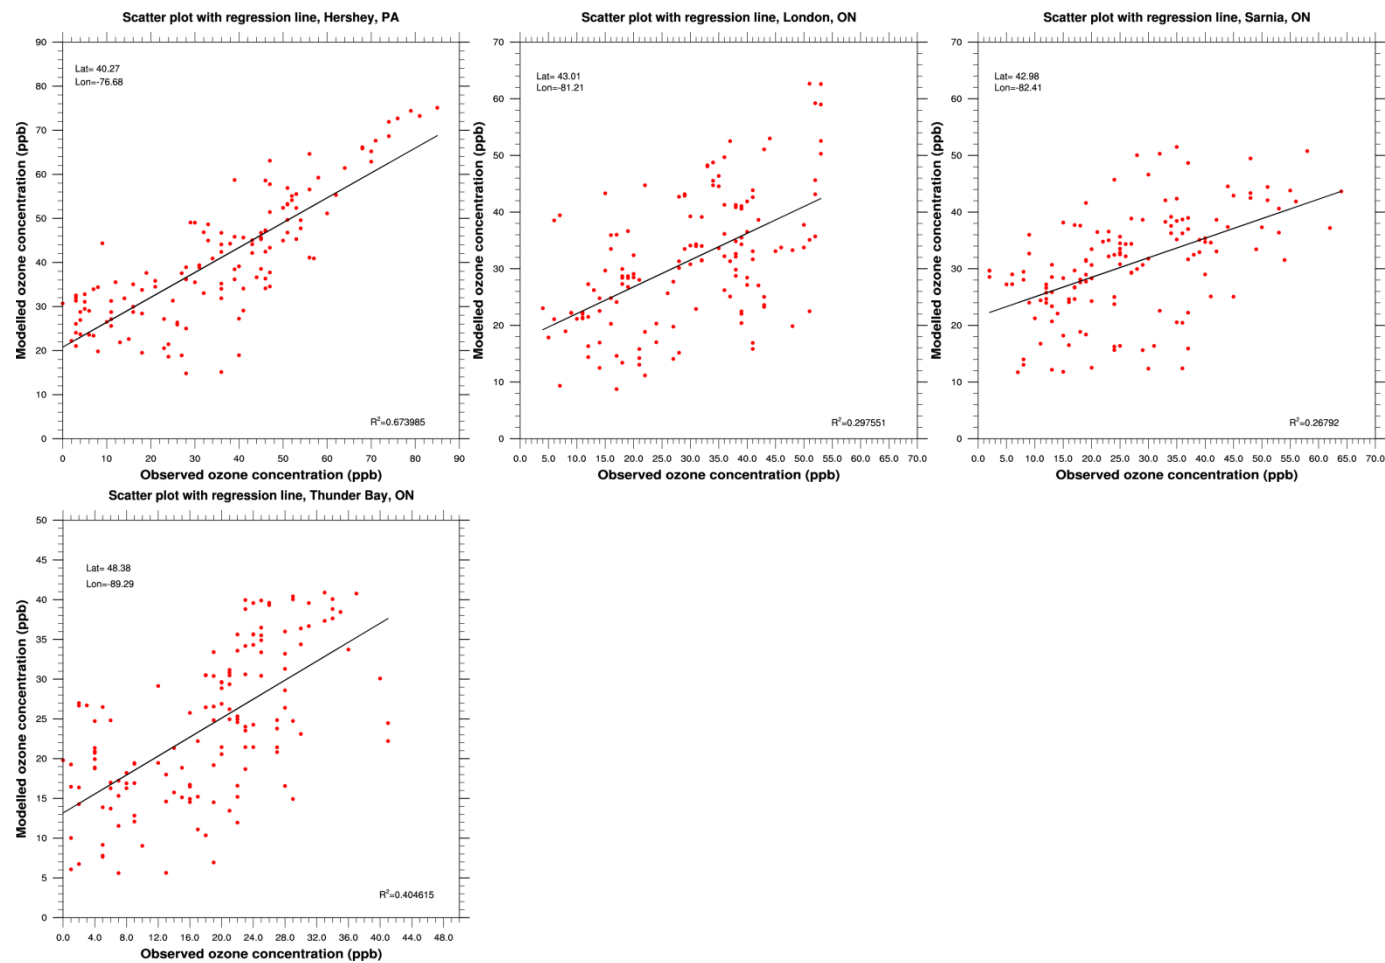 Scatter plot with regression line, Hershey, PA
Lat= 40.27
Lon=-76.68
Modelled ozone concentration (ppb)
90
80
70
60
50
40
30
20
10
0
R²=0.673985
0 10 20 30 40 50 60 70 80 90
Observed ozone concentration (ppb)
Scatter plot with regression line, London, ON
Lat= 43.01
Lon=-81.21
Modelled ozone concentration (ppb)
70
60
50
40
30
20
10
0
R²=0.297551
0.0 5.0 10.0 15.0 20.0 25.0 30.0 35.0 40.0 45.0 50.0 55.0 60.0 65.0 70.0
Observed ozone concentration (ppb)
Scatter plot with regression line, Sarnia, ON
Lat= 42.98
Lon=-82.41
Modelled ozone concentration (ppb)
70
60
50
40
30
20
10
0
R²=0.26792
0.0 5.0 10.0 15.0 20.0 25.0 30.0 35.0 40.0 45.0 50.0 55.0 60.0 65.0 70.0
Observed ozone concentration (ppb)
Scatter plot with regression line, Thunder Bay, ON
Lat= 48.38
Lon=-89.29
Modelled ozone concentration (ppb)
50
45
40
35
30
25
20
15
10
5
0
R²=0.404615
0.0 4.0 8.0 12.0 16.0 20.0 24.0 28.0 32.0 36.0 40.0 44.0 48.0
Observed ozone concentration (ppb)